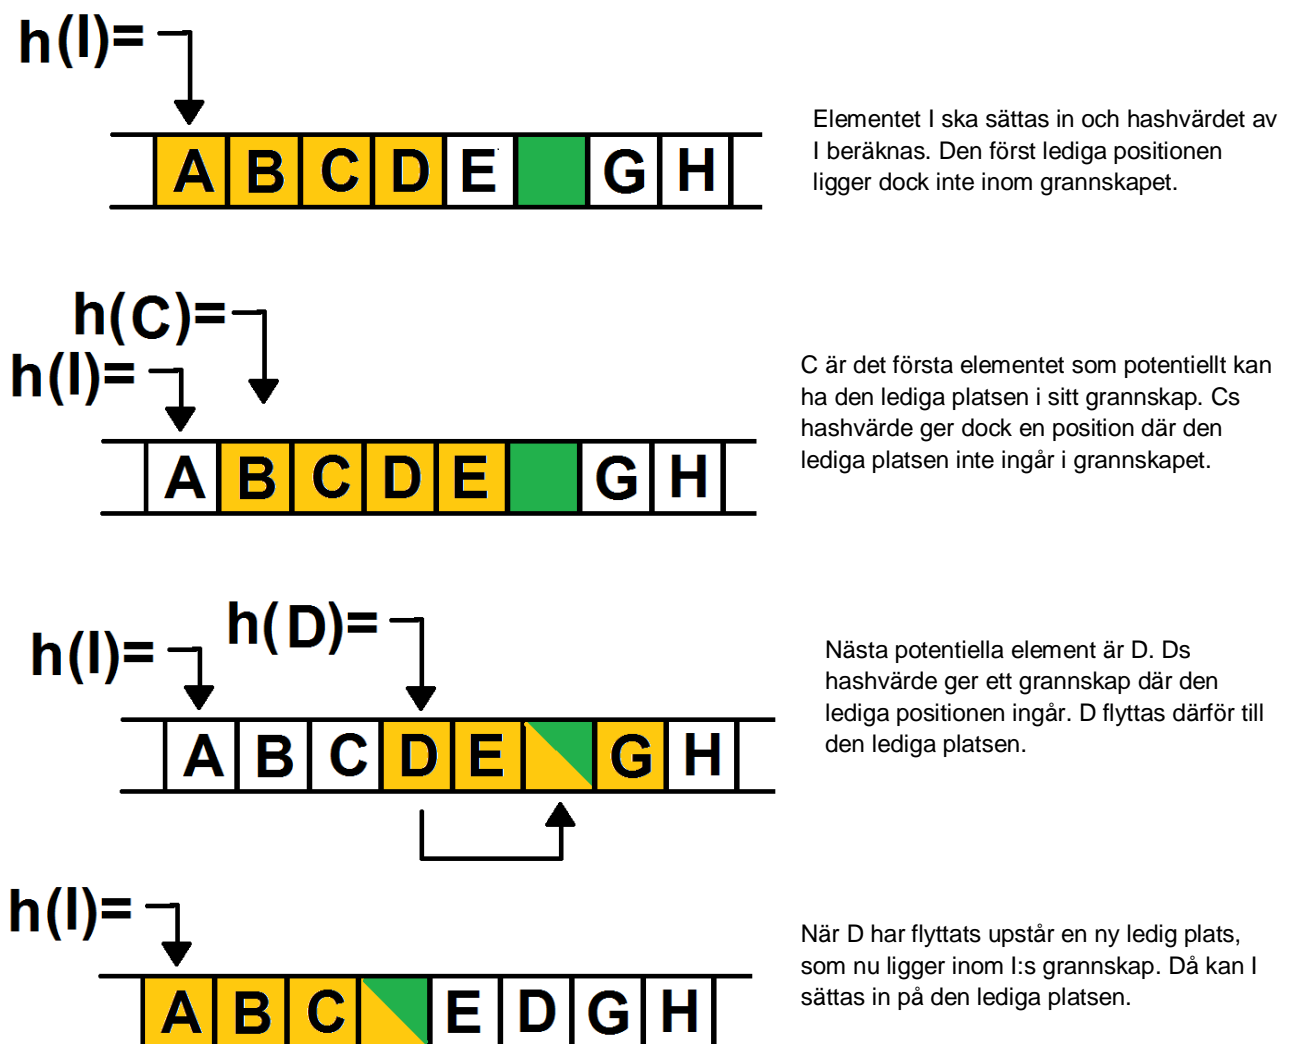 h(I)=
A B C D E G H
Elementet I ska sättas in och hashvärdet av
I beräknas. Den först lediga positionen
ligger dock inte inom grannskapet.
h(C)=
h(I)=
A B C D E G H
C är det första elementet som potentiellt kan
ha den lediga platsen i sitt grannskap. Cs
hashvärde ger dock en position där den
lediga platsen inte ingår i grannskapet.
h(D)=
h(I)=
A B C D E G H
Nästa potentiella element är D. Ds
hashvärde ger ett grannskap där den
lediga positionen ingår. D flyttas därför till
den lediga platsen.
h(I)=
A B C E D G H
När D har flyttats upstår en ny ledig plats,
som nu ligger inom I:s grannskap. Då kan I
sättas in på den lediga platsen.